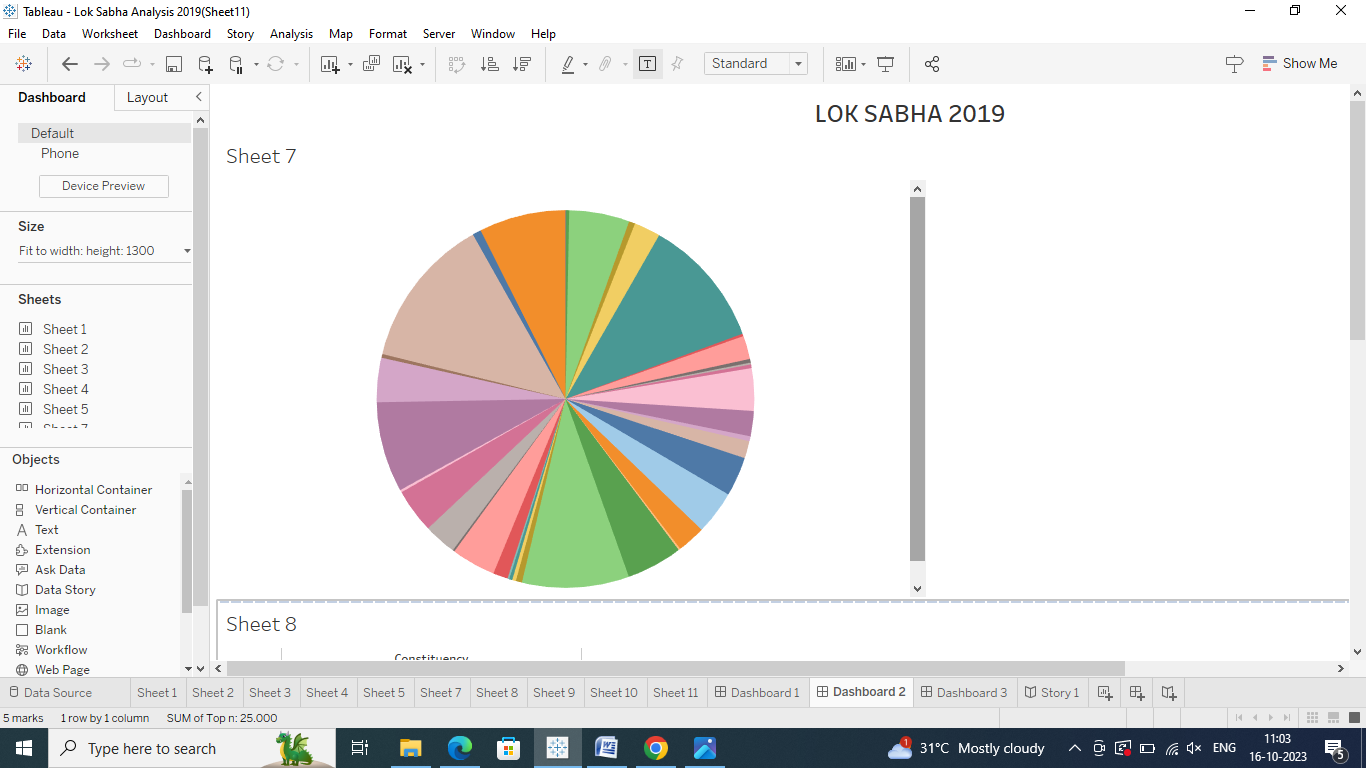 Tableau - Lok Sabha Analysis 2019(Sheet11)
File Data Worksheet Dashboard Story Analysis Map Format Server Window Help
Standard
Show Me
Dashboard Layout
Default
Phone
Device Preview
Size
Fit to width: height: 1300
Sheets
Sheet 1
Sheet 2
Sheet 3
Sheet 4
Sheet 5
Objects
Horizontal Container
Vertical Container
Text
Extension
Ask Data
Data Story
Image
Blank
Workflow
Web Page
LOK SABHA 2019
Sheet 7
Sheet 8
Constituency
Data Source Sheet 1 Sheet 2 Sheet 3 Sheet 4 Sheet 5 Sheet 7 Sheet 8 Sheet 9 Sheet 10 Sheet 11 Dashboard 1 Dashboard 2 Dashboard 3 Story 1
5 marks 1 row by 1 column SUM of Top n: 25.000
Type here to search
1
31°C Mostly cloudy
ENG
11:03
16-10-2023
5